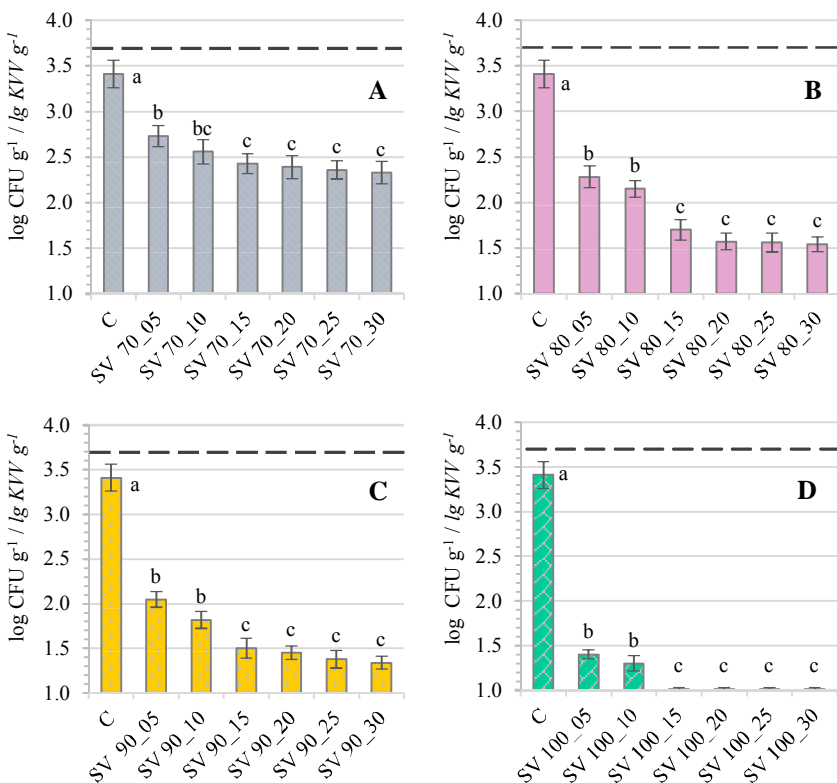 log CFU g⁻¹ / lg KVV g⁻¹
4.0
3.5
3.0
2.5
2.0
1.5
1.0
a
b
bc
c
c
c
c
A
C
SV 70_05
SV 70_10
SV 70_15
SV 70_20
SV 70_25
SV 70_30
log CFU g⁻¹ / lg KVV g⁻¹
4.0
3.5
3.0
2.5
2.0
1.5
1.0
a
b
b
c
c
c
c
B
C
SV 80_05
SV 80_10
SV 80_15
SV 80_20
SV 80_25
SV 80_30
log CFU g⁻¹ / lg KVV g⁻¹
4.0
3.5
3.0
2.5
2.0
1.5
1.0
a
b
b
c
c
c
c
C
C
SV 90_05
SV 90_10
SV 90_15
SV 90_20
SV 90_25
SV 90_30
log CFU g⁻¹ / lg KVV g⁻¹
4.0
3.5
3.0
2.5
2.0
1.5
1.0
a
b
b
c
c
c
c
D
C
SV 100_05
SV 100_10
SV 100_15
SV 100_20
SV 100_25
SV 100_30